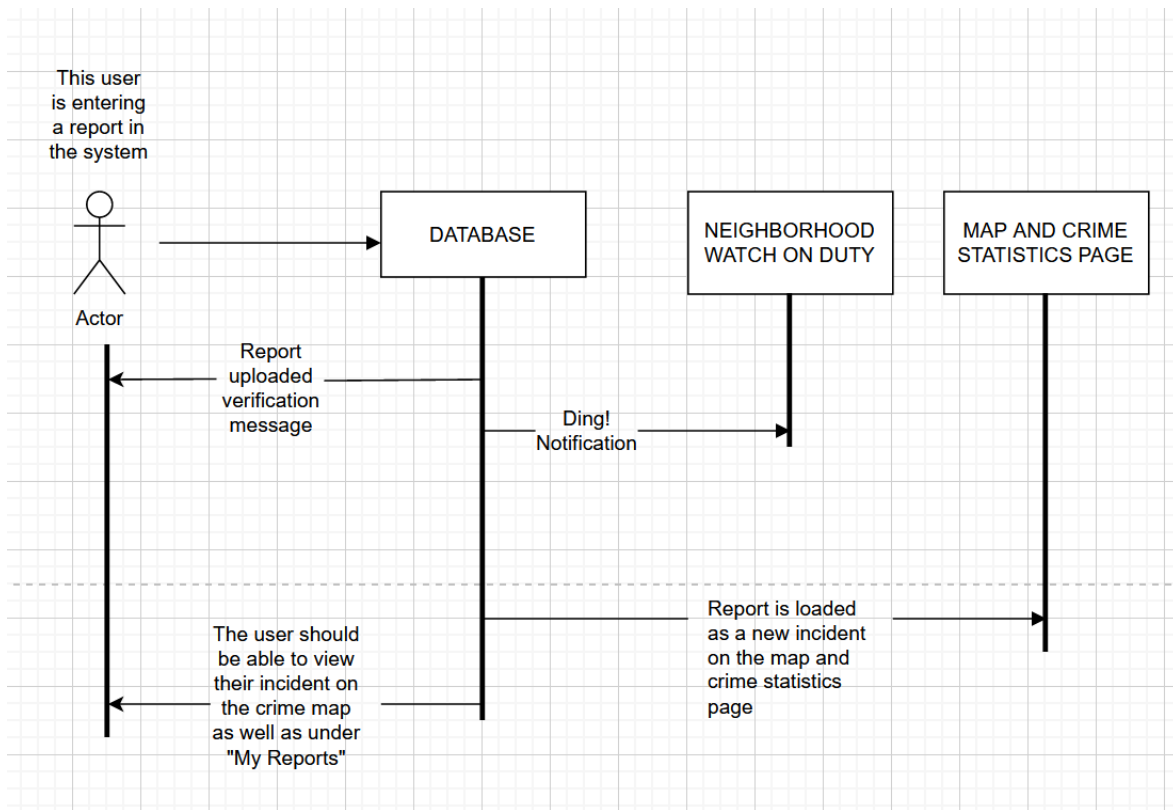 This user
is entering
a report in
the system
Actor
DATABASE
NEIGHBORHOOD
WATCH ON DUTY
MAP AND CRIME
STATISTICS PAGE
Report
uploaded
verification
message
Ding!
Notification
Report is loaded
as a new incident
on the map and
crime statistics
page
The user should
be able to view
their incident on
the crime map
as well as under
"My Reports"